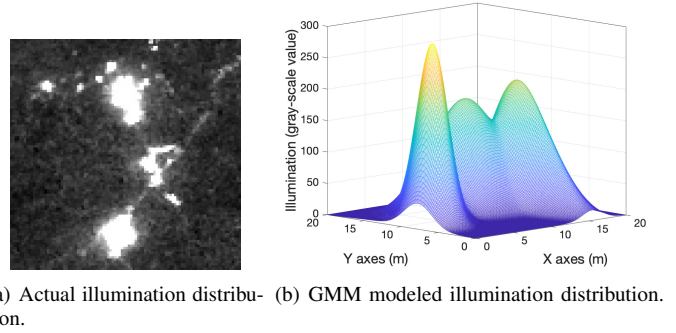 300
250
200
150
100
50
0
Illumination (gray-scale value)
20
15
10
5
0
Y axes (m)
0
5
10
15
20
X axes (m)
) Actual illumination distribu-
on.
(b) GMM modeled illumination distribution.